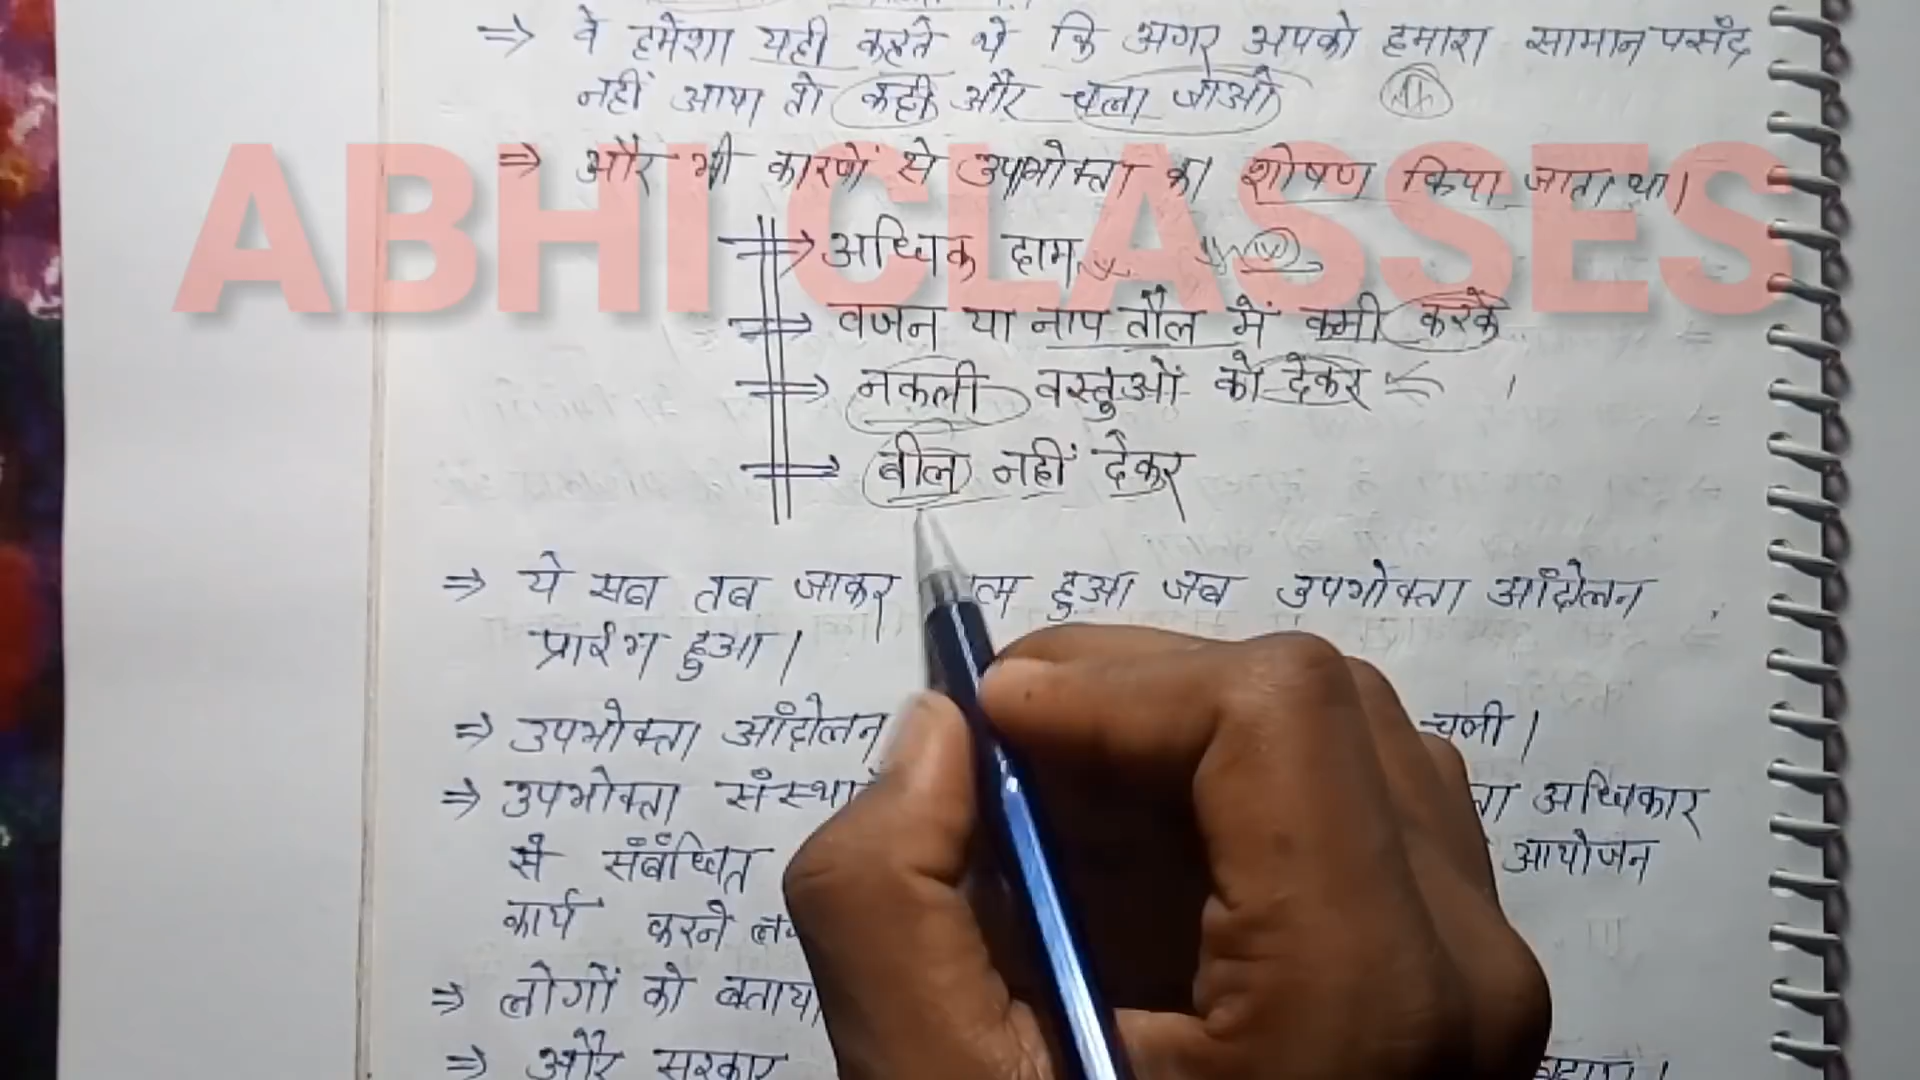 ⇒ वे हमेशा यही कहते थे कि अगर अपको हमारा सामान पसँद
नहीं आया तो कहीं और चला जाओ
ABHI CLASSES
⇒ और भी कारणों से उपभोक्ता का शोषण किया जाता था।
⇒ अधिक दाम
⇒ वजन या नाप तौल में कमी करके
⇒ नकली वस्तुओं को देकर
⇒ बील नहीं देकर
⇒ ये सब तब जाकर हुआ जब उपभोक्ता आँदोलन
प्रारंभ हुआ।
⇒ उपभोक्ता आँदोलन चली।
⇒ उपभोक्ता अधिकार
से संबंधित आयोजन
कार्य करने
⇒ लोगों को
⇒ और सरकार